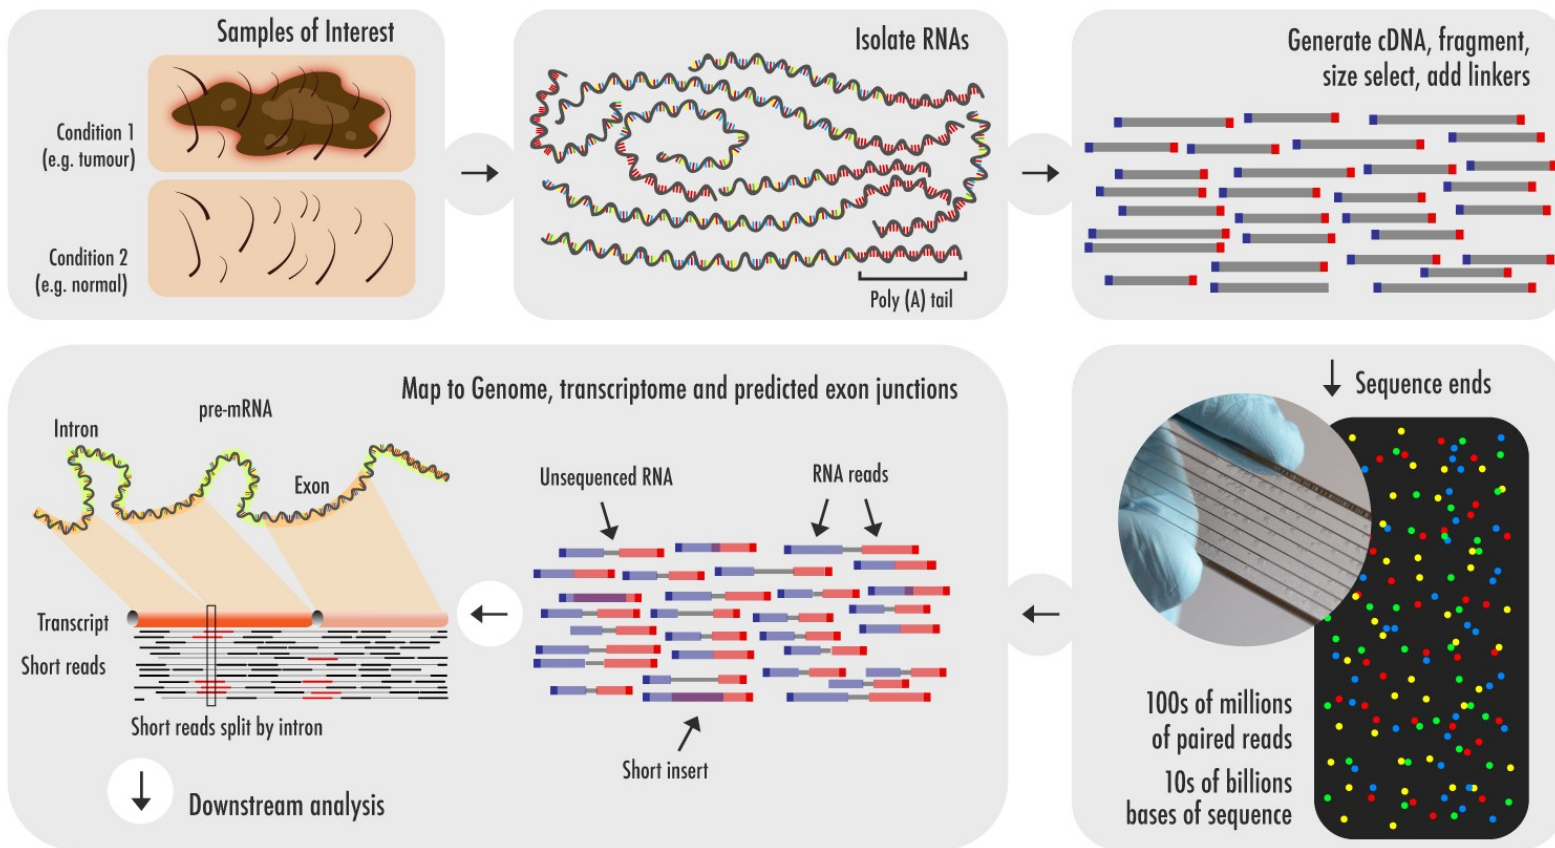 Samples of Interest
Condition 1
(e.g. tumour)
Condition 2
(e.g. normal)
Isolate RNAs
Poly (A) tail
Generate cDNA, fragment,
size select, add linkers
Sequence ends
100s of millions
of paired reads
10s of billions
bases of sequence
Map to Genome, transcriptome and predicted exon junctions
pre-mRNA
Intron
Exon
Unsequenced RNA
RNA reads
Transcript
Short reads
Short reads split by intron
Short insert
Downstream analysis